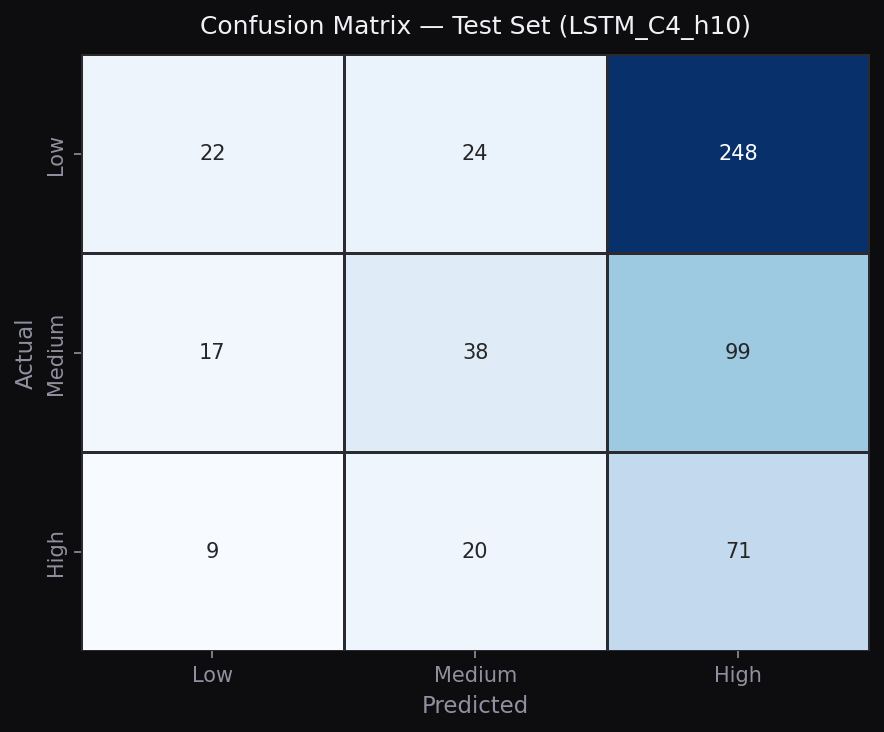 Confusion Matrix — Test Set (LSTM_C4_h10)
Actual
Low
22 24 248
Medium
17 38 99
High
9 20 71
Low Medium High
Predicted